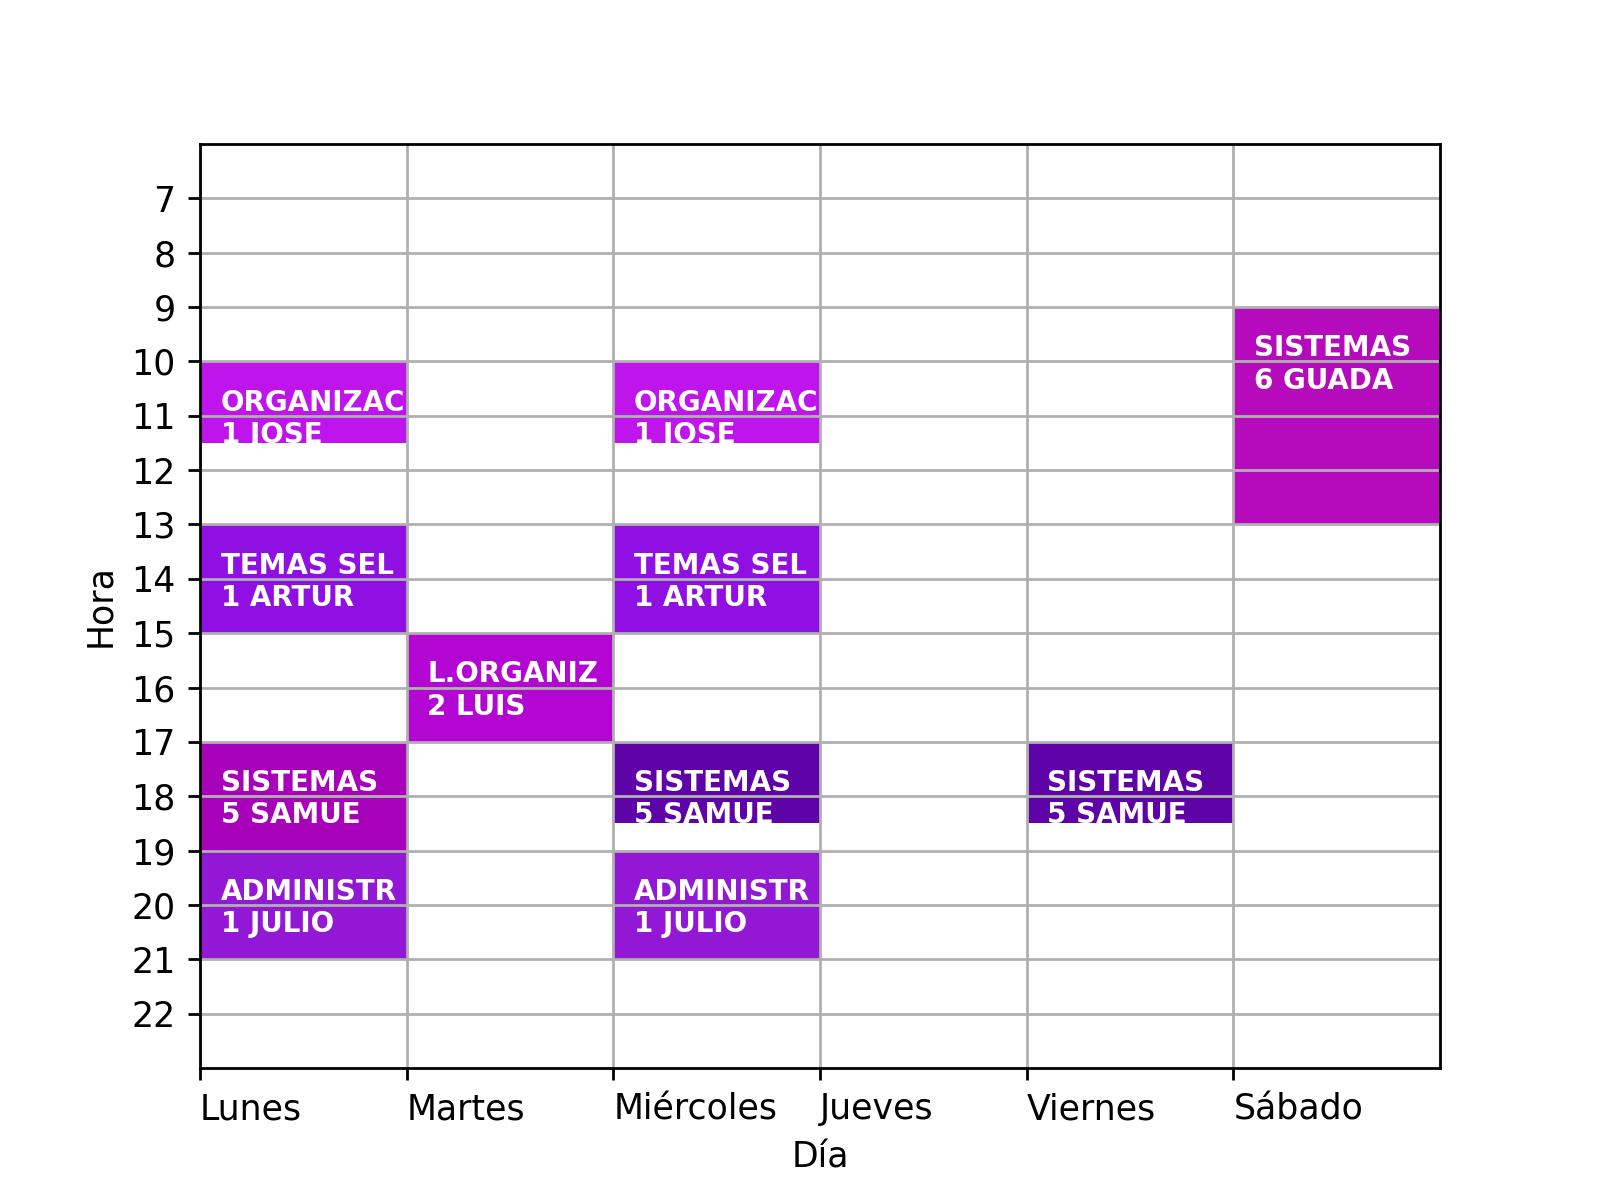 7
8
9
SISTEMAS
6 GUADA
10
ORGANIZAC
1 JOSE
ORGANIZAC
1 JOSE
11
12
13
TEMAS SEL
1 ARTUR
TEMAS SEL
1 ARTUR
14
Hora
15
L.ORGANIZ
2 LUIS
16
17
SISTEMAS
5 SAMUE
SISTEMAS
5 SAMUE
SISTEMAS
5 SAMUE
18
19
ADMINISTR
1 JULIO
ADMINISTR
1 JULIO
20
21
22
Lunes Martes Miércoles Jueves Viernes Sábado
Día